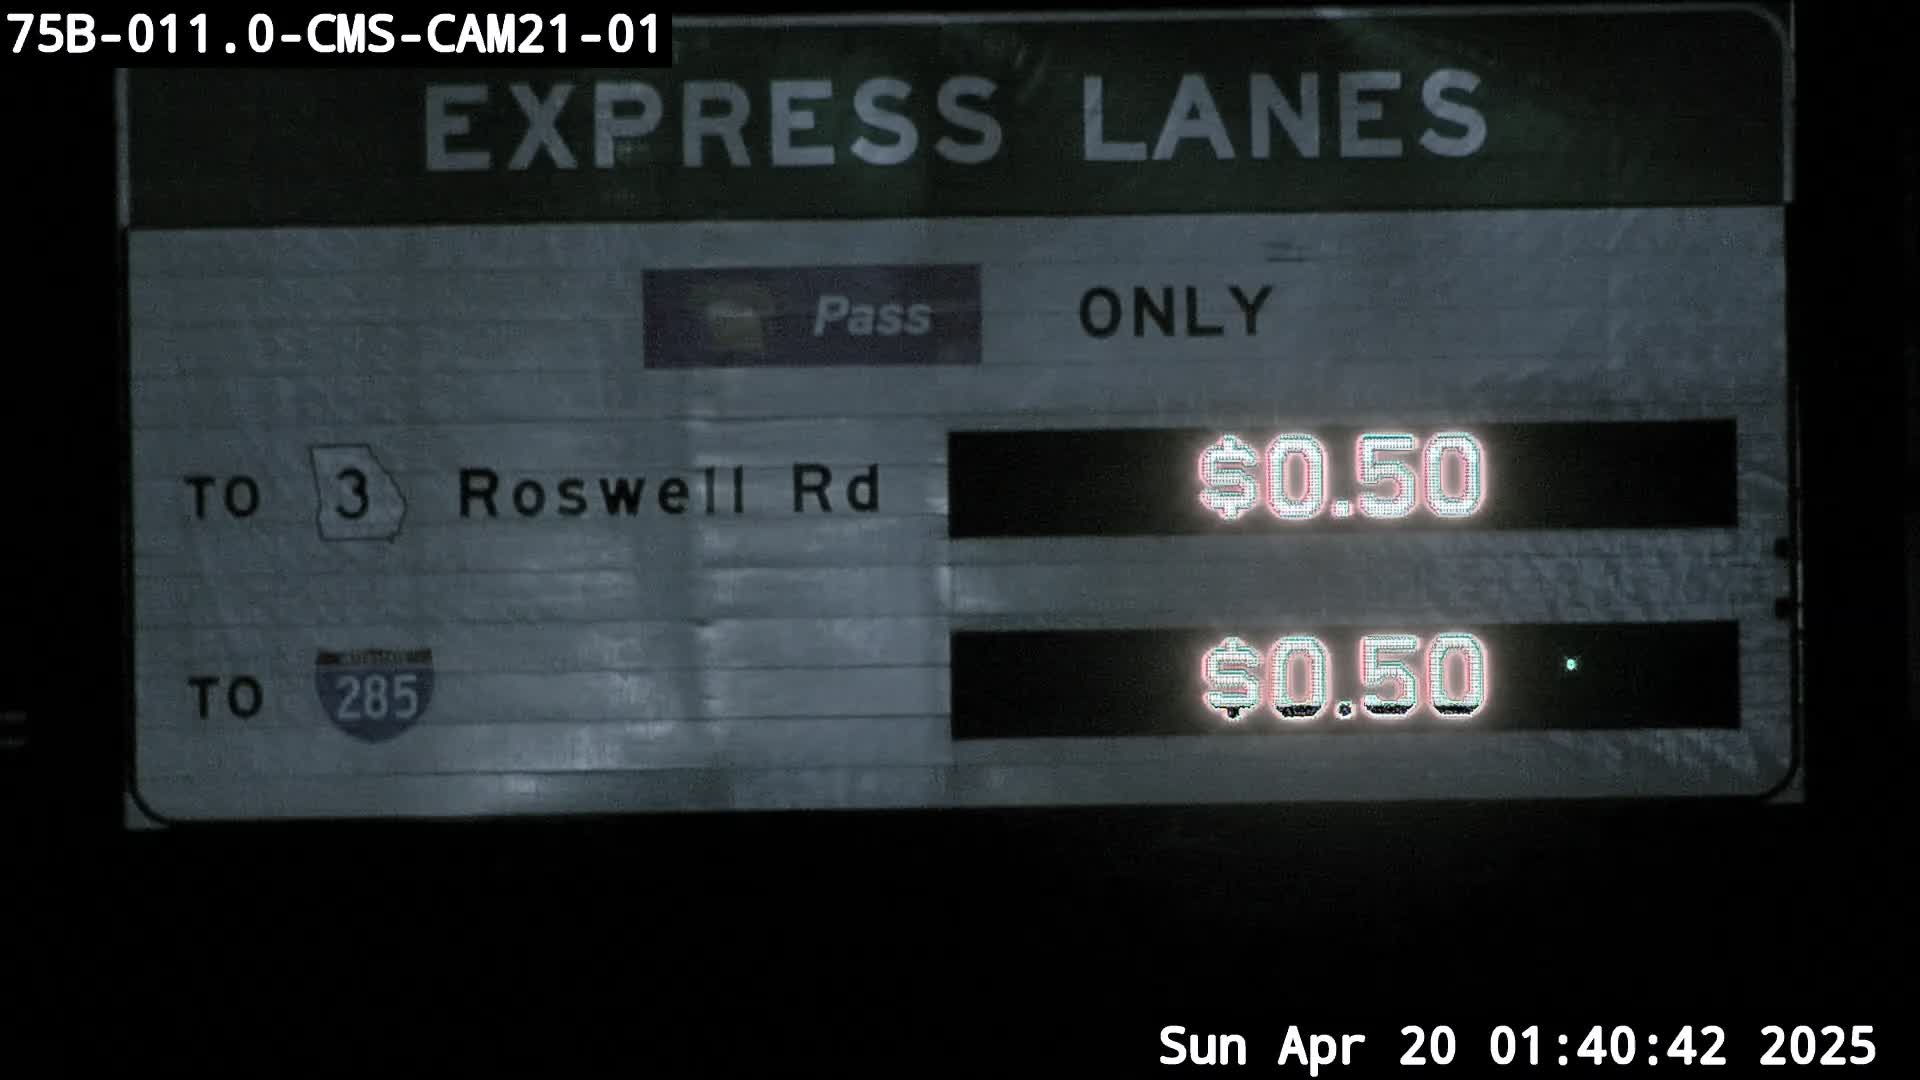 75B-011.0-CMS-CAM21-01
EXPRESS LANES
Pass ONLY
TO 3 Roswell Rd $0.50
TO 285 $0.50
Sun Apr 20 01:40:42 2025